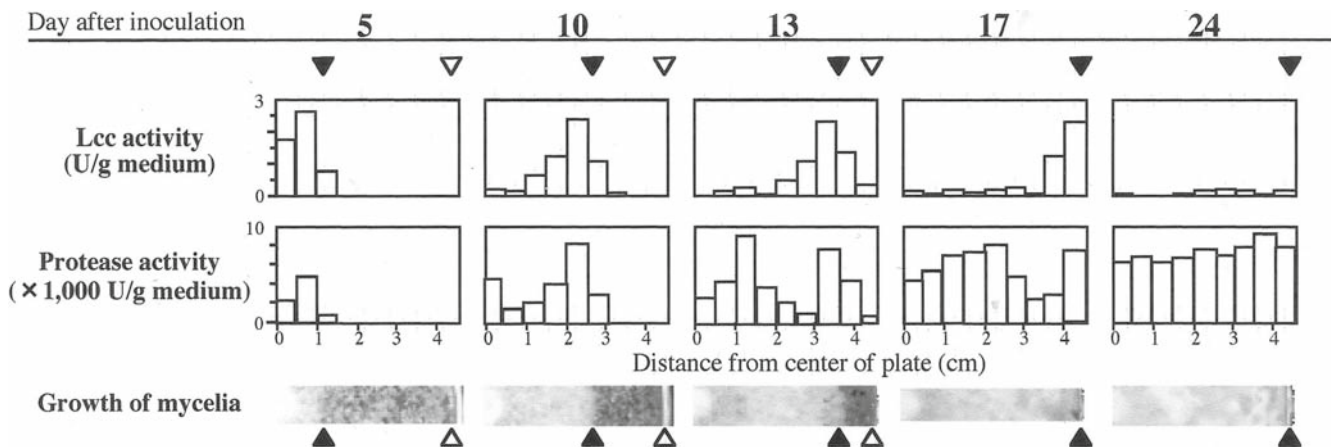 Day after inoculation 5 10 13 17 24
3
Lcc activity
(U/g medium)
0
10
Protease activity
(×1,000 U/g medium)
0
0 1 2 3 4 0 1 2 3 4 0 1 2 3 4 0 1 2 3 4 0 1 2 3 4
Distance from center of plate (cm)
Growth of mycelia